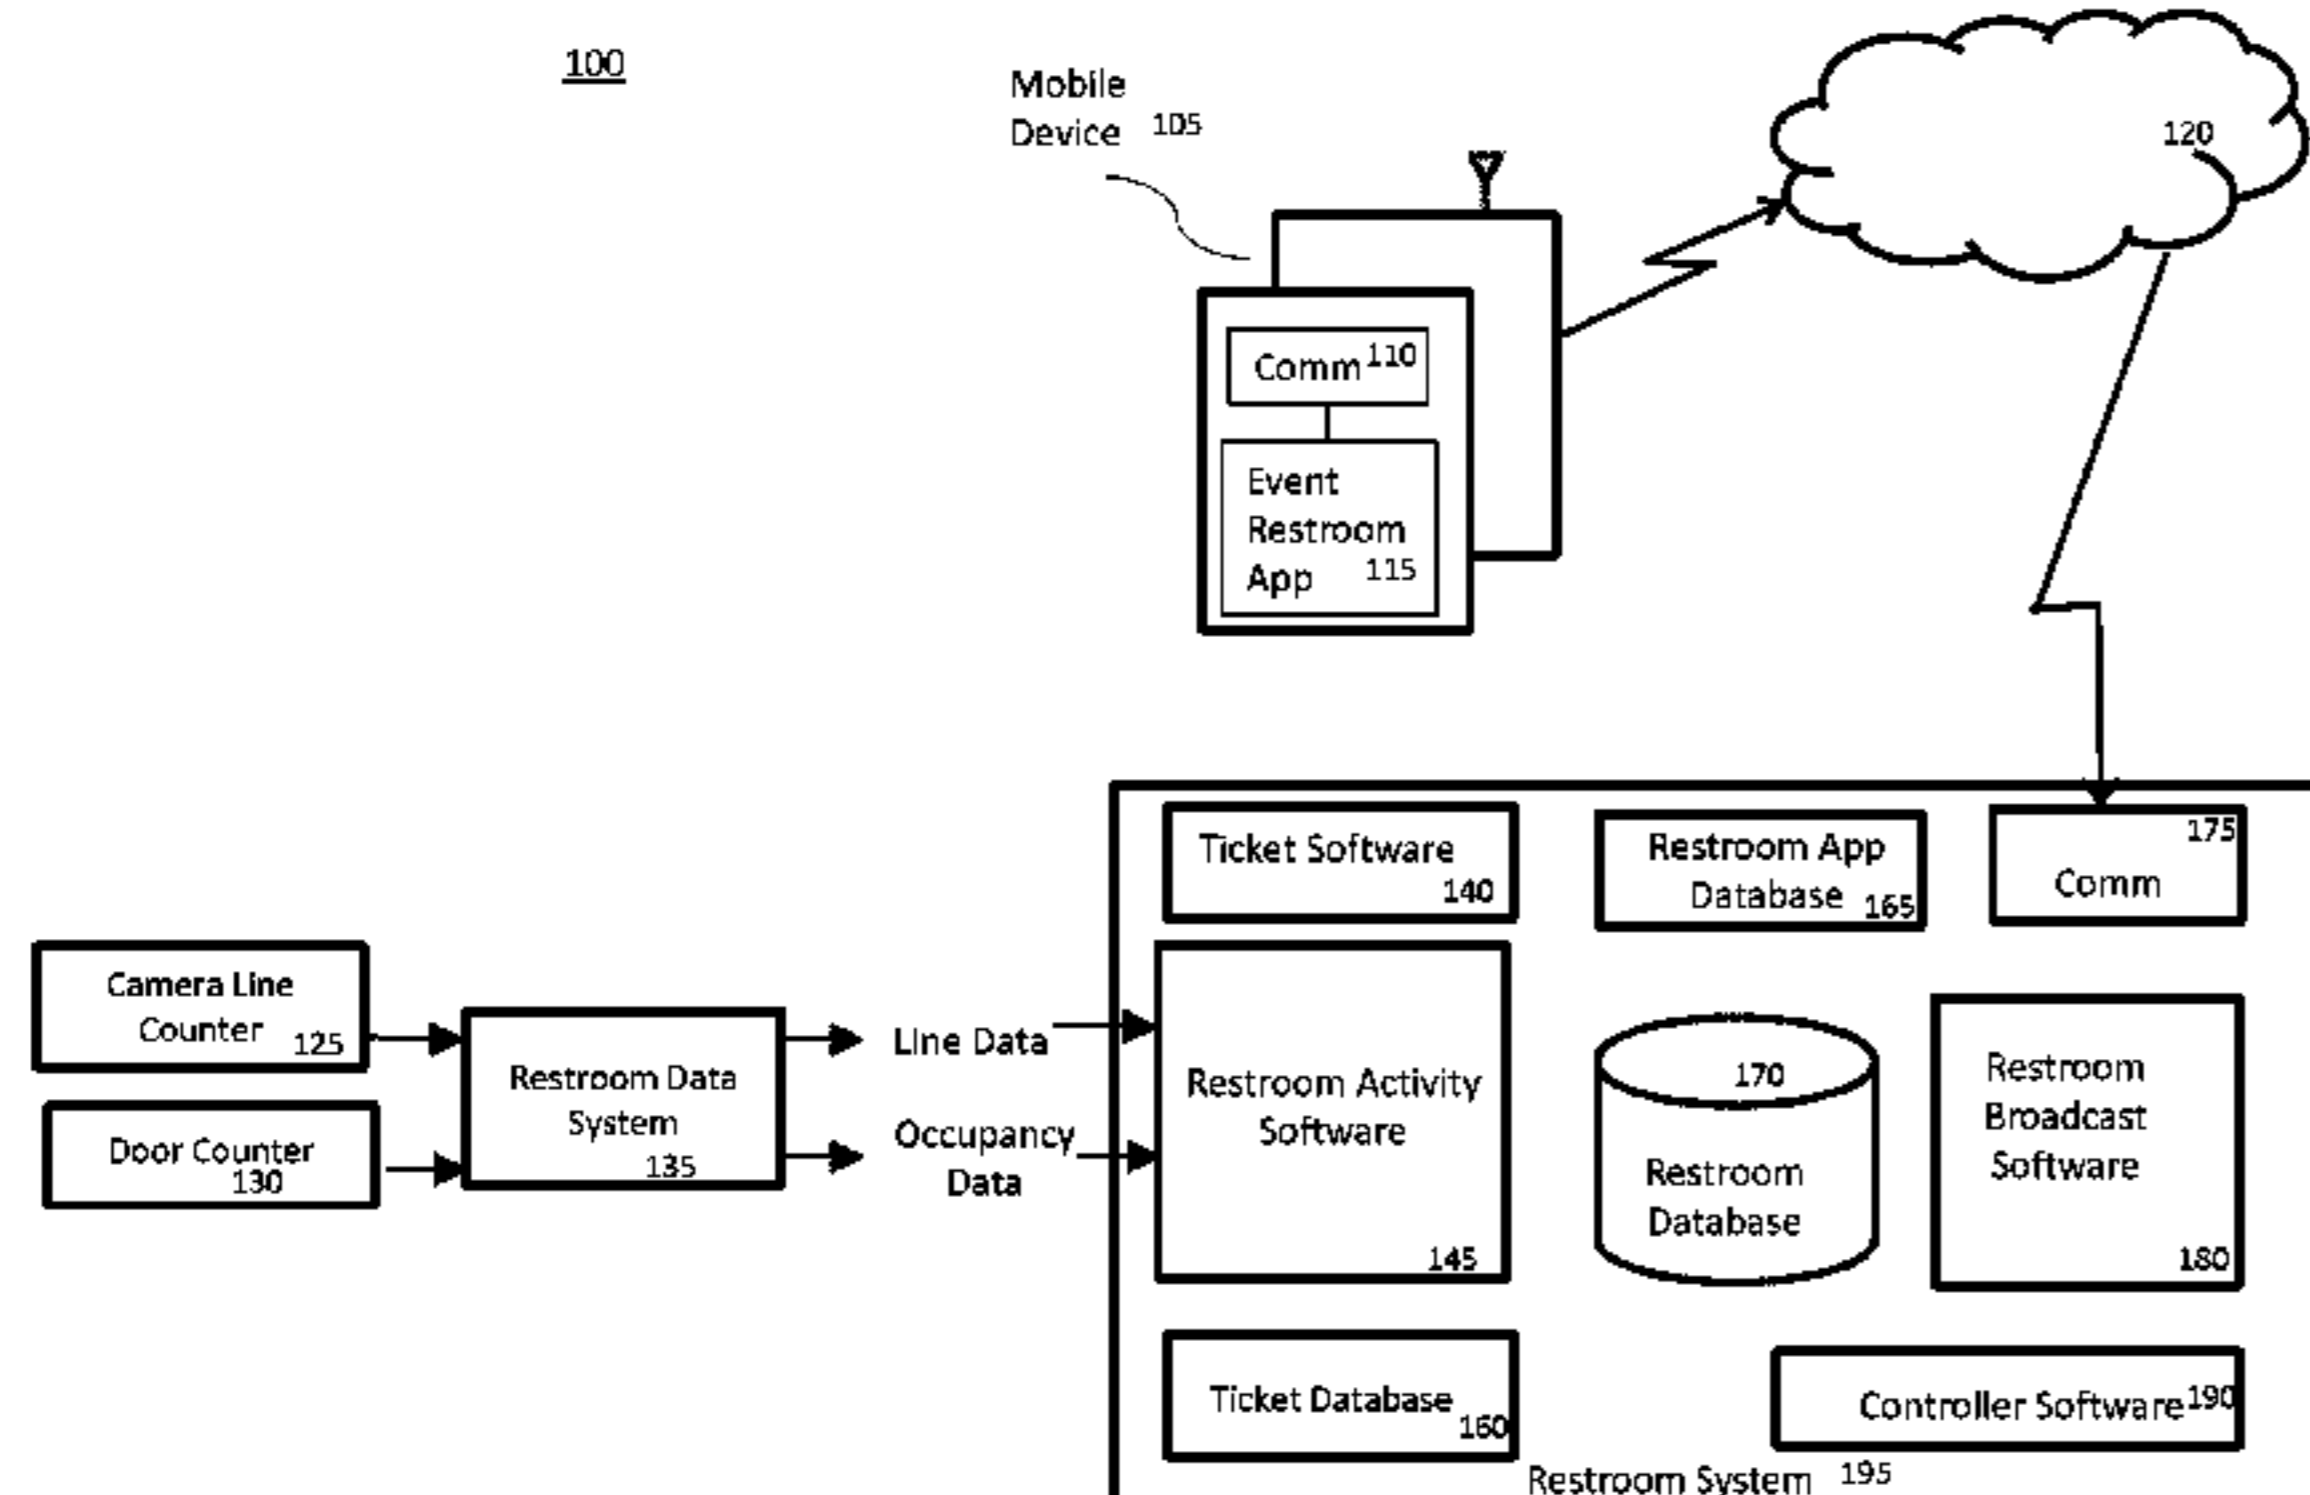 100
Mobile
Device 105
120
Comm 110
Event
Restroom
App 115
Ticket Software
140
Restroom App
Database 165
175
Comm
Camera Line
Counter 125
Door Counter
130
Restroom Data
System
135
Line Data
Occupancy
Data
Restroom Activity
Software
145
170
Restroom
Database
Restroom
Broadcast
Software
180
Ticket Database
160
Controller Software 190
Restroom System 195